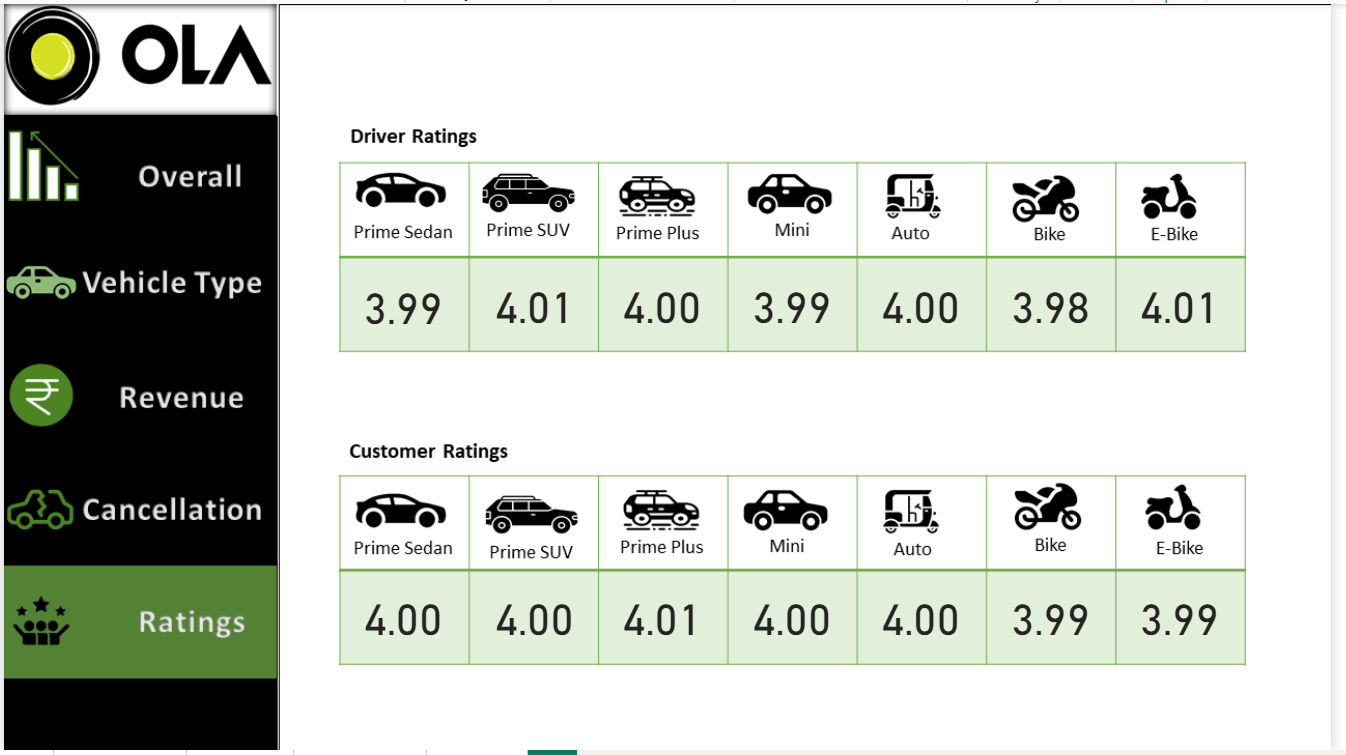 OLA
Overall
Vehicle Type
Revenue
Cancellation
Ratings
Driver Ratings
Prime Sedan Prime SUV Prime Plus Mini Auto Bike E-Bike
3.99 4.01 4.00 3.99 4.00 3.98 4.01
Customer Ratings
Prime Sedan Prime SUV Prime Plus Mini Auto Bike E-Bike
4.00 4.00 4.01 4.00 4.00 3.99 3.99